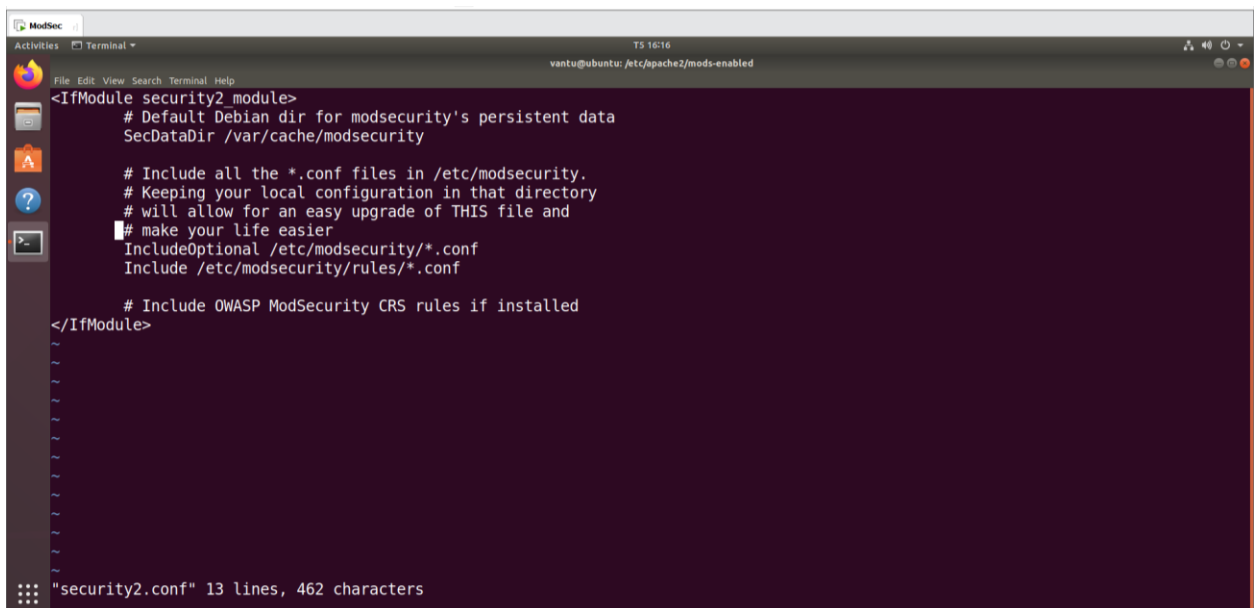 ModSec
Activities Terminal T5 16:16
vantu@ubuntu: /etc/apache2/mods-enabled
File Edit View Search Terminal Help
<IfModule security2_module>
        # Default Debian dir for modsecurity's persistent data
        SecDataDir /var/cache/modsecurity

        # Include all the *.conf files in /etc/modsecurity.
        # Keeping your local configuration in that directory
        # will allow for an easy upgrade of THIS file and
        # make your life easier
        IncludeOptional /etc/modsecurity/*.conf
        Include /etc/modsecurity/rules/*.conf

        # Include OWASP ModSecurity CRS rules if installed
</IfModule>
~
~
~
~
~
~
~
~
~
~
~
~
~
"security2.conf" 13 lines, 462 characters